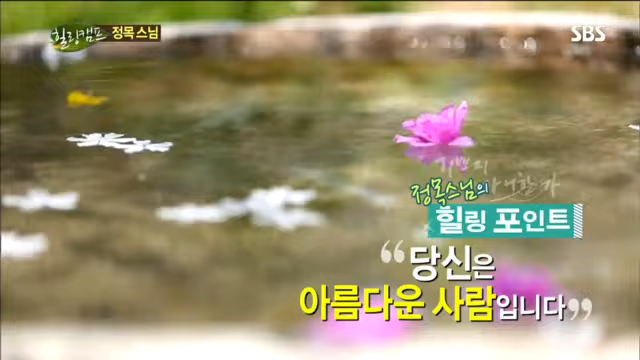 힐링캠프 정목 스님
SBS
정목스님의
힐링 포인트
“당신은
아름다운 사람입니다”